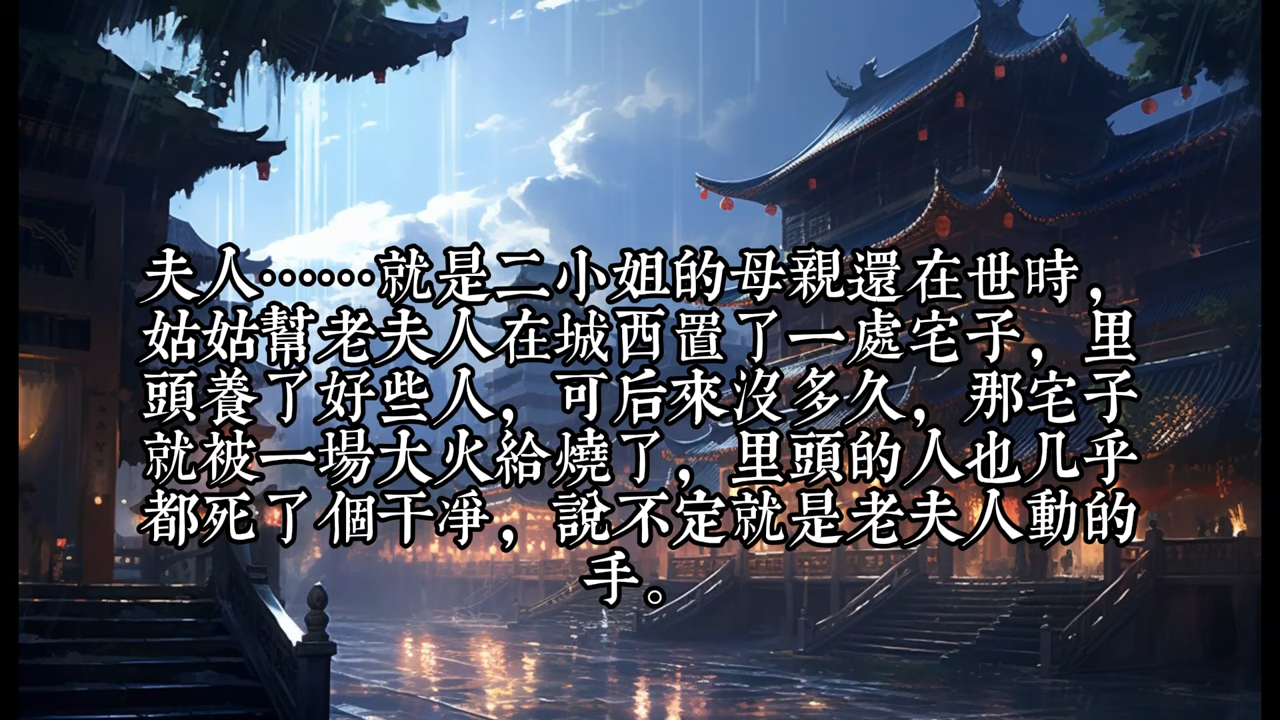 夫人……就是二小姐的母親還在世時，
姑姑幫老夫人在城西置了一處宅子，里
頭養了好些人，可后來沒多久，那宅子
就被一場大火給燒了，里頭的人也几乎
都死了個干凈，說不定就是老夫人動的
手。